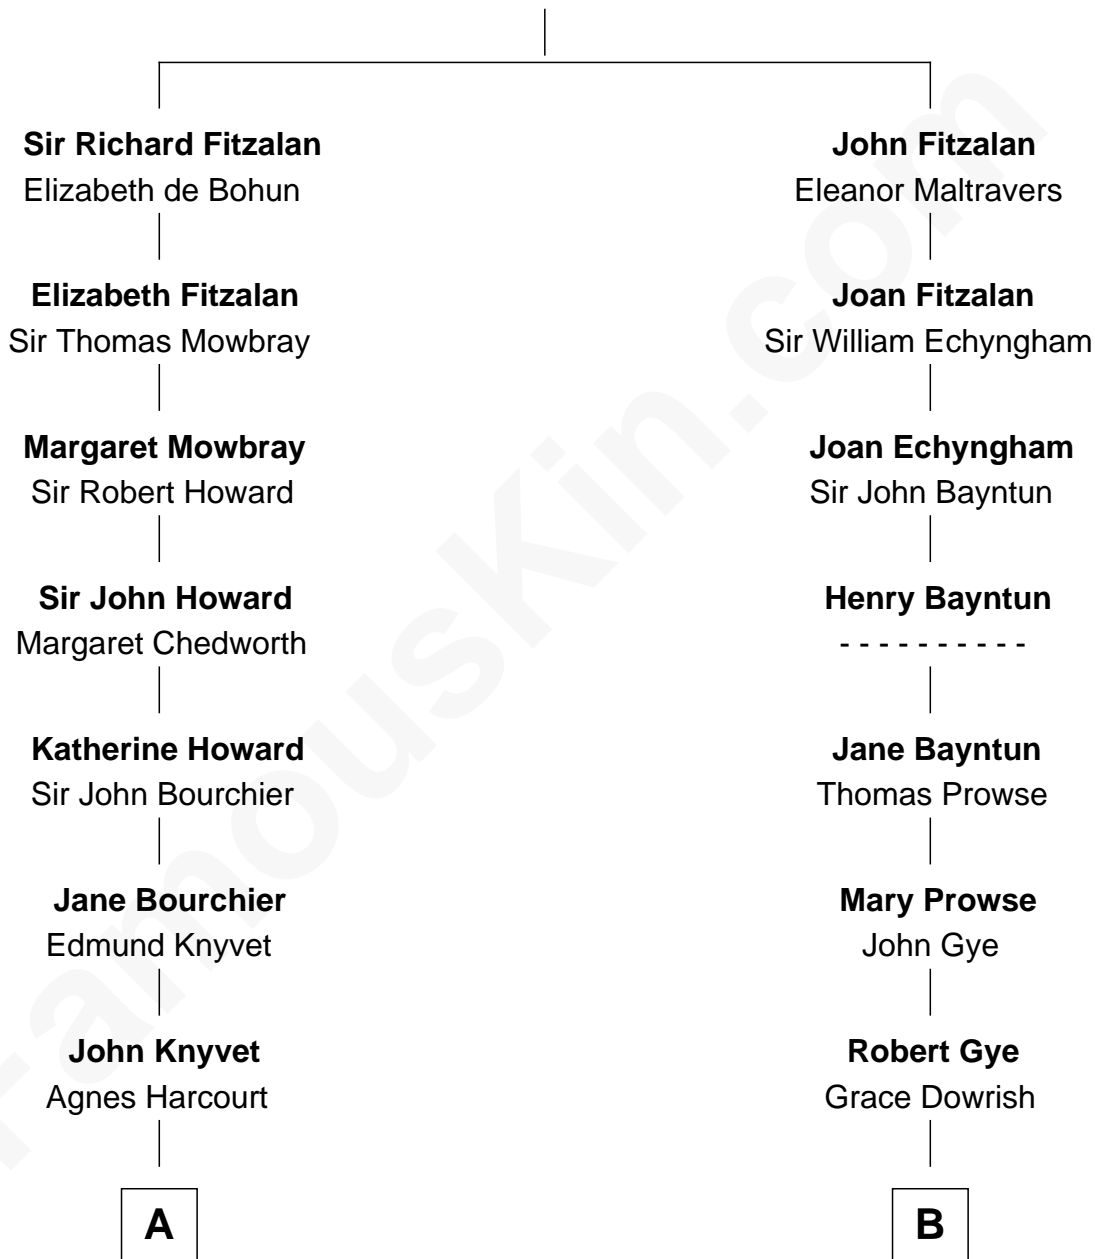 Sir Richard Fitzalan
Elizabeth de Bohun
Elizabeth Fitzalan
Sir Thomas Mowbray
Margaret Mowbray
Sir Robert Howard
Sir John Howard
Margaret Chedworth
Katherine Howard
Sir John Bourchier
Jane Bourchier
Edmund Knyvet
John Knyvet
Agnes Harcourt
A
John Fitzalan
Eleanor Maltravers
Joan Fitzalan
Sir William Echyngham
Joan Echyngham
Sir John Bayntun
Henry Bayntun
- - - - - - - - - -
Jane Bayntun
Thomas Prowse
Mary Prowse
John Gye
Robert Gye
Grace Dowrish
B
FamousKin.com